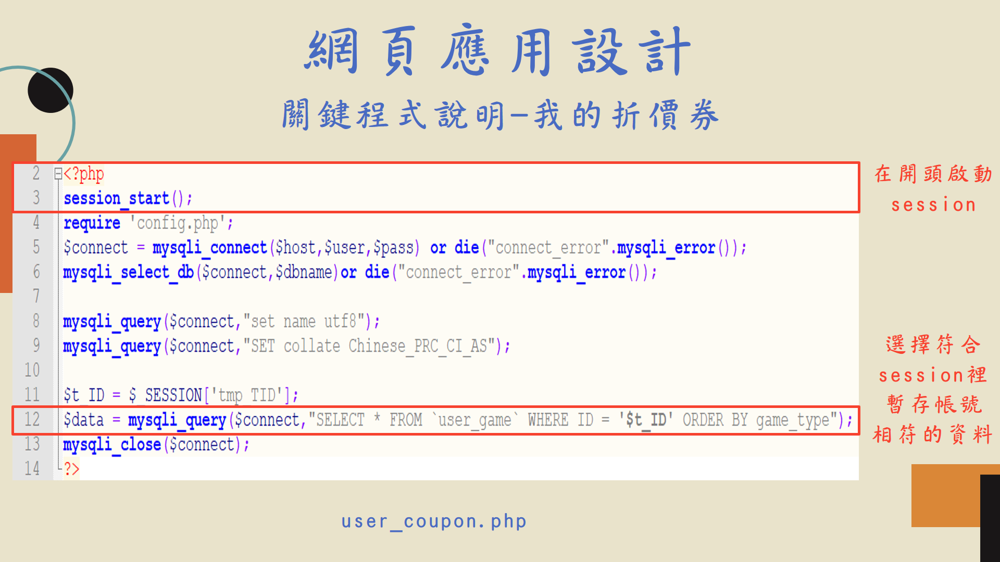 網頁應用設計
關鍵程式說明-我的折價券
2 <?php
3 session_start();
4 require 'config.php';
5 $connect = mysqli_connect($host,$user,$pass) or die("connect_error".mysqli_error());
6 mysqli_select_db($connect,$dbname)or die("connect_error".mysqli_error());
7
8 mysqli_query($connect,"set name utf8");
9 mysqli_query($connect,"SET collate Chinese_PRC_CI_AS");
10
11 $t_ID = $_SESSION['tmp_TID'];
12 $data = mysqli_query($connect,"SELECT * FROM `user_game` WHERE ID = '$t_ID' ORDER BY game_type");
13 mysqli_close($connect);
14 ?>
在開頭啟動
session
選擇符合
session裡
暫存帳號
相符的資料
user_coupon.php